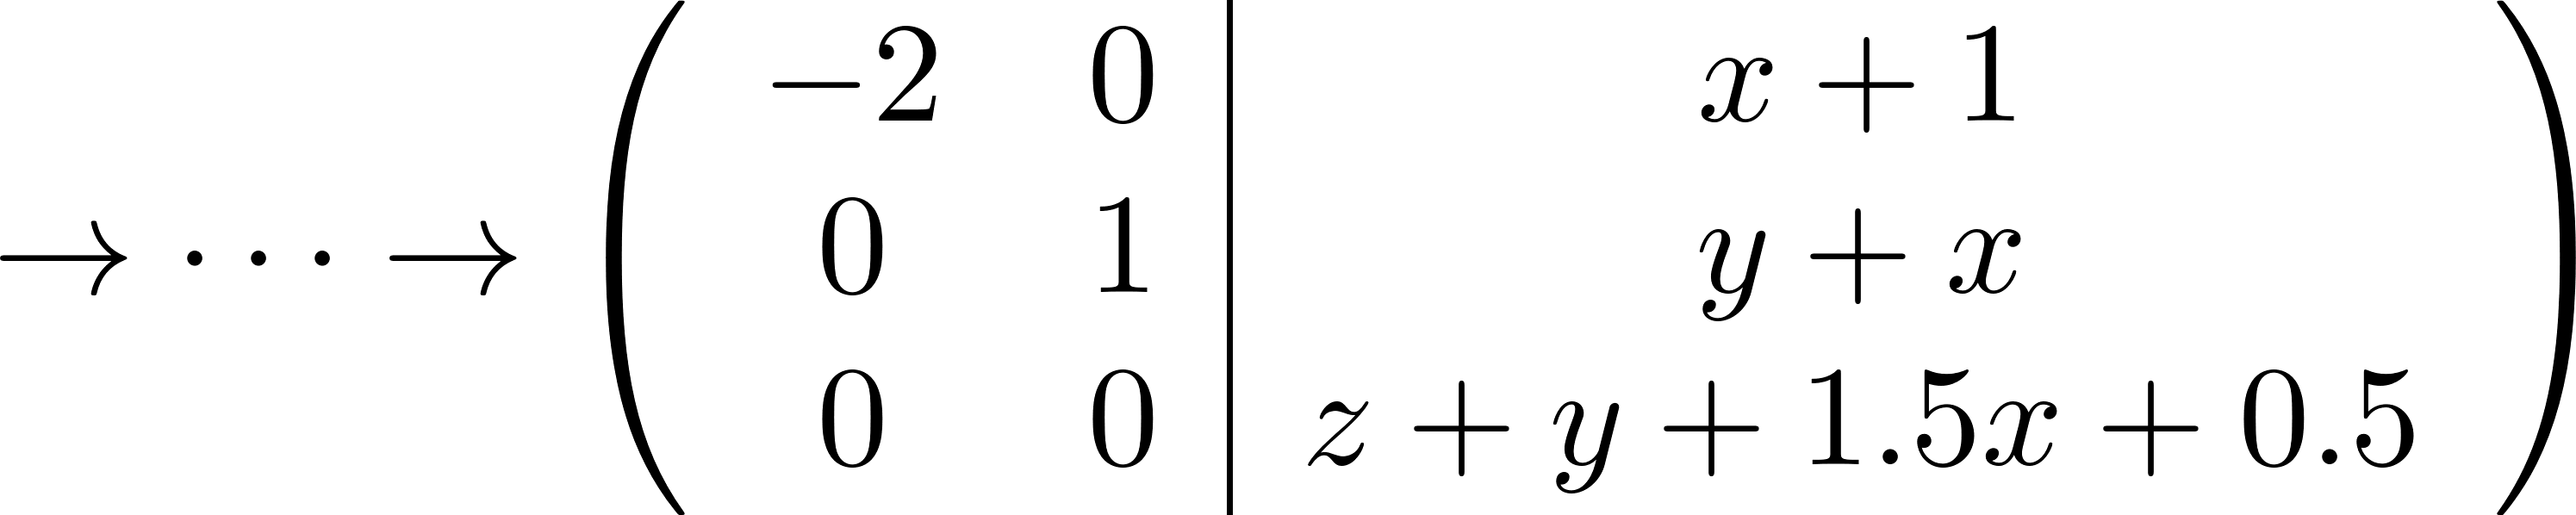 → ··· → ( −2 0 | x + 1
0 1 | y + x
0 0 | z + y + 1.5x + 0.5 )